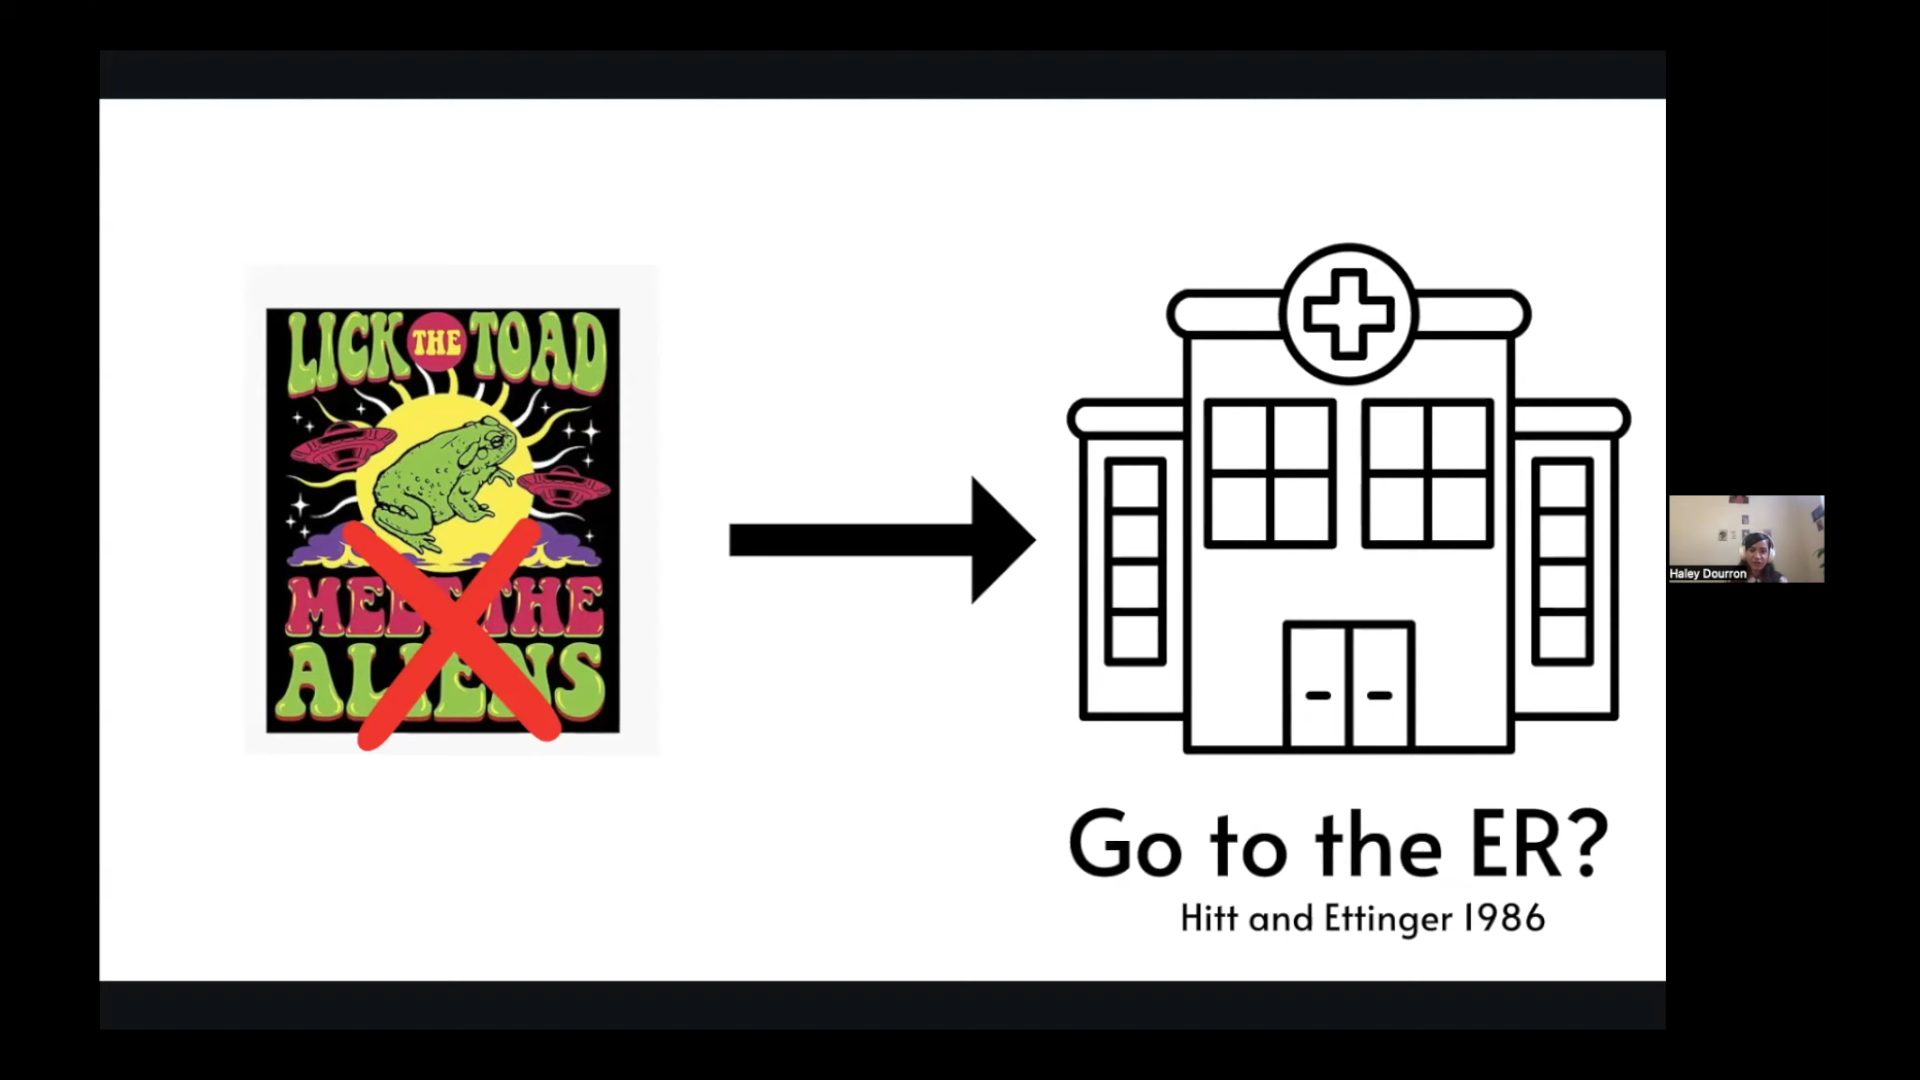 LICK THE TOAD
MEET THE
ALIENS
Go to the ER?
Hitt and Ettinger 1986
Haley Dourron